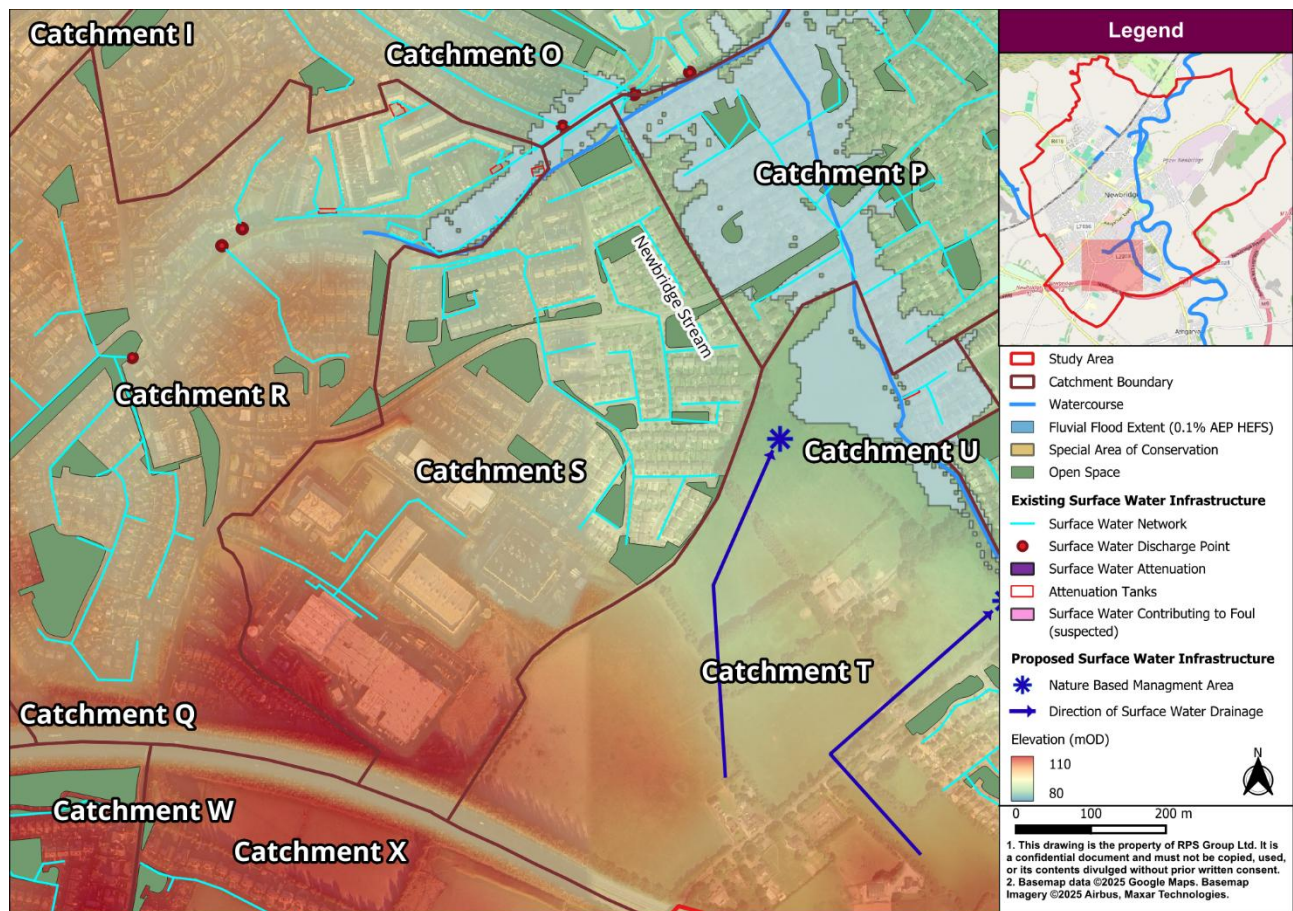 Catchment I
Catchment O
Catchment P
Newbridge Stream
Catchment R
Catchment U
Catchment S
Catchment T
Catchment Q
Catchment W
Catchment X
Legend
Newbridge
Study Area
Catchment Boundary
Watercourse
Fluvial Flood Extent (0.1% AEP HEFS)
Special Area of Conservation
Open Space
Existing Surface Water Infrastructure
Surface Water Network
Surface Water Discharge Point
Surface Water Attenuation
Attenuation Tanks
Surface Water Contributing to Foul
(suspected)
Proposed Surface Water Infrastructure
Nature Based Managment Area
Direction of Surface Water Drainage
Elevation (mOD)
110
80
N
0 100 200 m
1. This drawing is the property of RPS Group Ltd. It is
a confidential document and must not be copied, used,
or its contents divulged without prior written consent.
2. Basemap data ©2025 Google Maps. Basemap
Imagery ©2025 Airbus, Maxar Technologies.